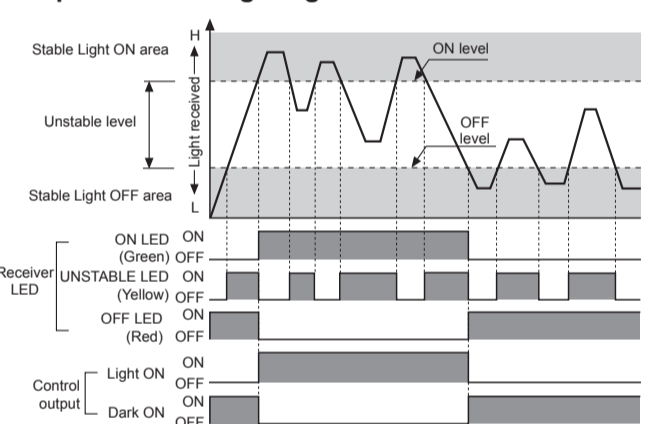 H
Stable Light ON area
ON level
Unstable level
Light received
OFF
level
Stable Light OFF area
L
ON LED
(Green)
ON
OFF
Receiver
LED
UNSTABLE LED
(Yellow)
ON
OFF
OFF LED
(Red)
ON
OFF
Control
output
Light ON
ON
OFF
Dark ON
ON
OFF